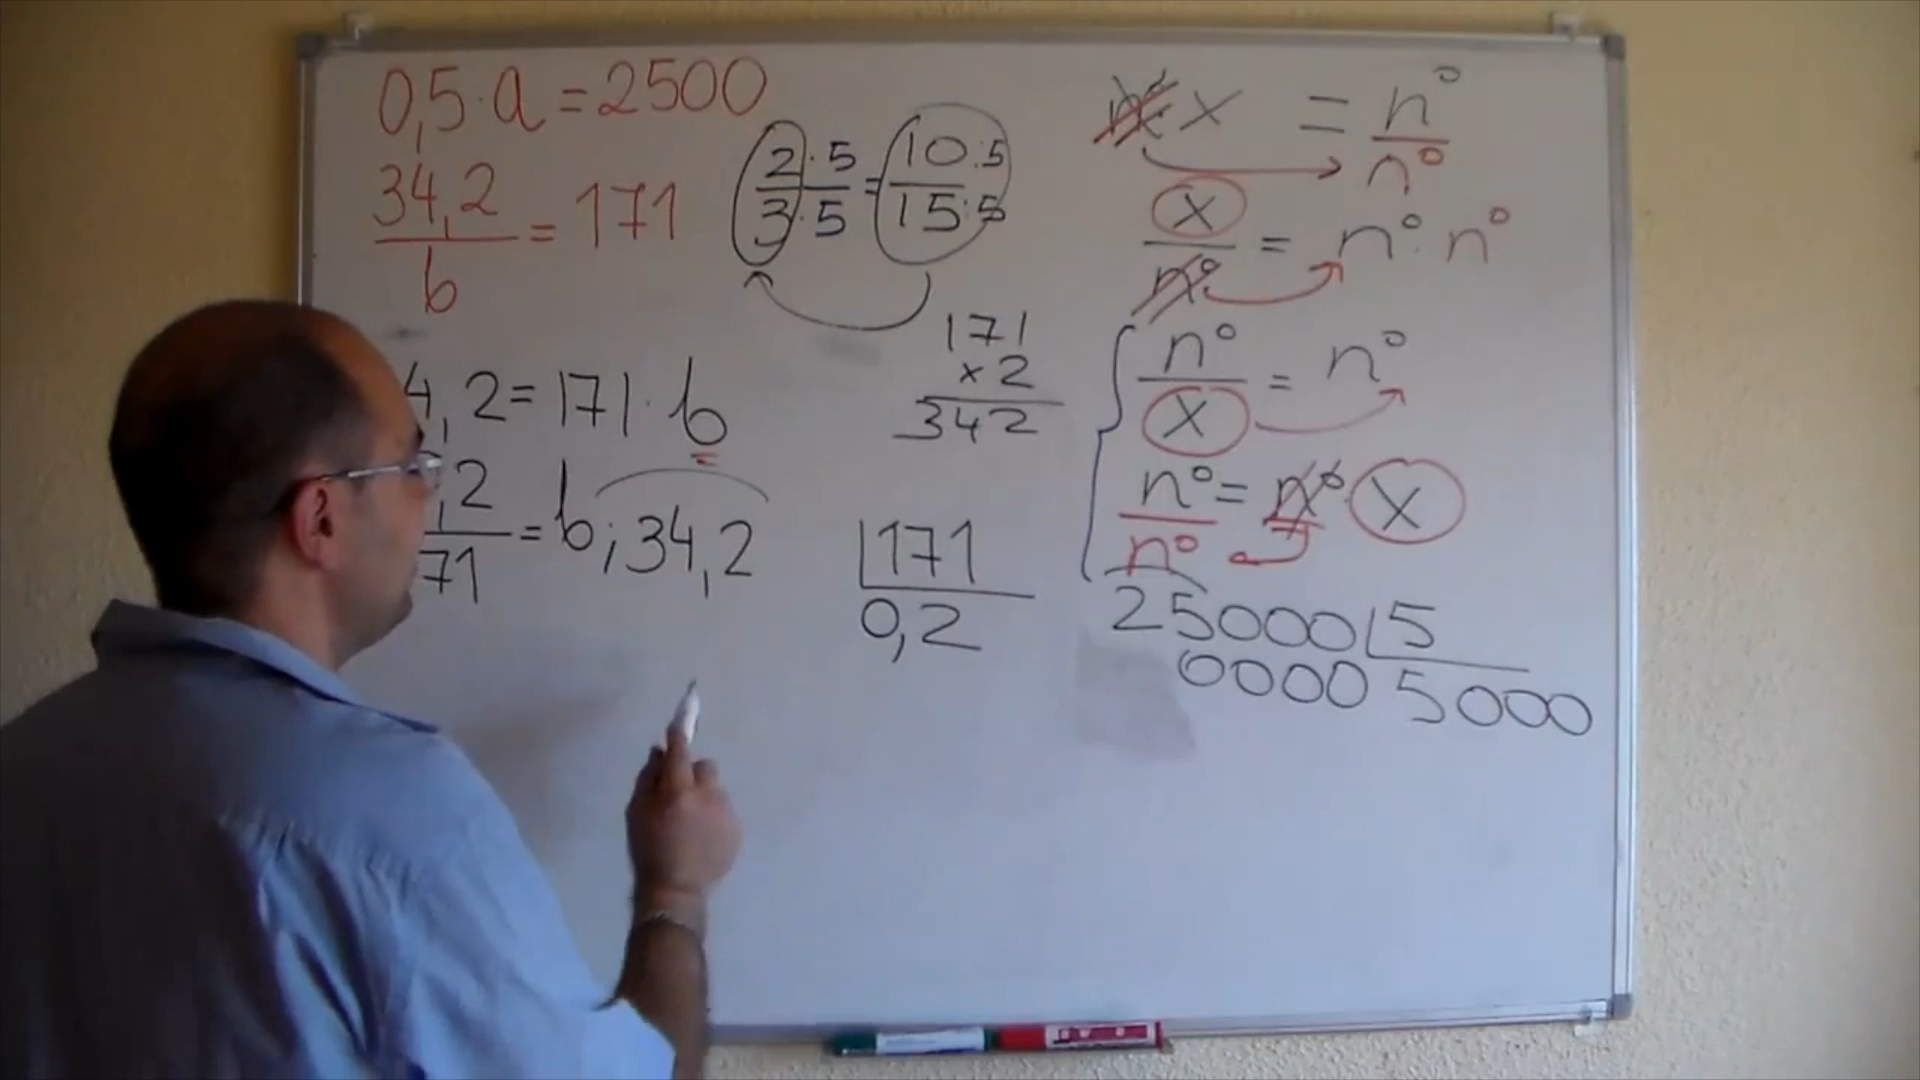 0,5·a=2500
34,2/b = 171
2·5/3·5 = 10:5/15:5
4,2=171·b
,2/71 = b; 34,2 |171
0,2
171
×2
342
n° x = n°/n°
x/n° = n°·n°
n°/x = n°
n°/n° = n° x
25000 |5
0000 5000